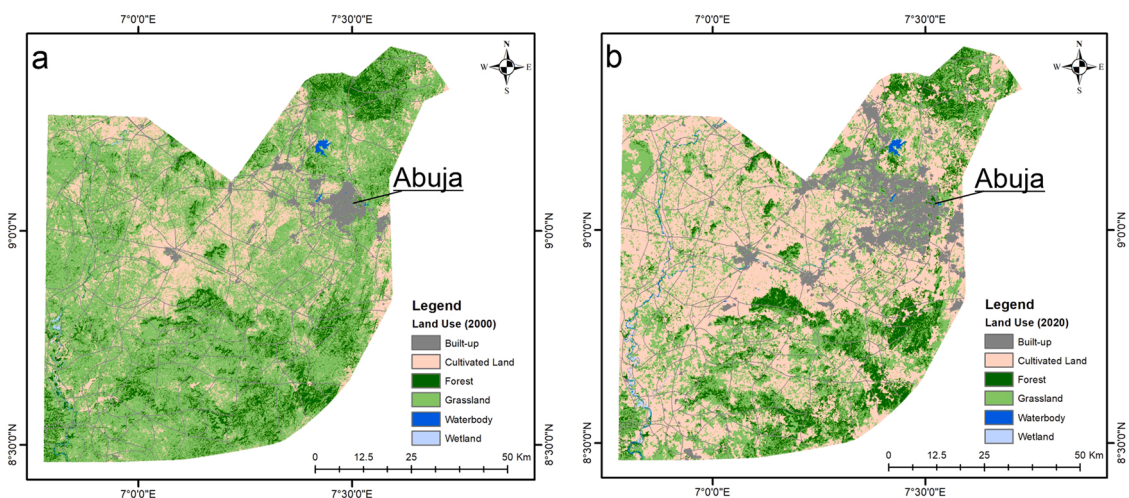 7°0'0"E
7°30'0"E
a
N
W
E
S
Abuja
9°0'0"N
9°0'0"N
8°30'0"N
8°30'0"N
Legend
Land Use (2000)
Built-up
Cultivated Land
Forest
Grassland
Waterbody
Wetland
0 12.5 25 50 Km
7°0'0"E
7°30'0"E
7°0'0"E
7°30'0"E
b
N
W
E
S
Abuja
9°0'0"N
9°0'0"N
8°30'0"N
8°30'0"N
Legend
Land Use (2020)
Built-up
Cultivated Land
Forest
Grassland
Waterbody
Wetland
0 12.5 25 50 Km
7°0'0"E
7°30'0"E